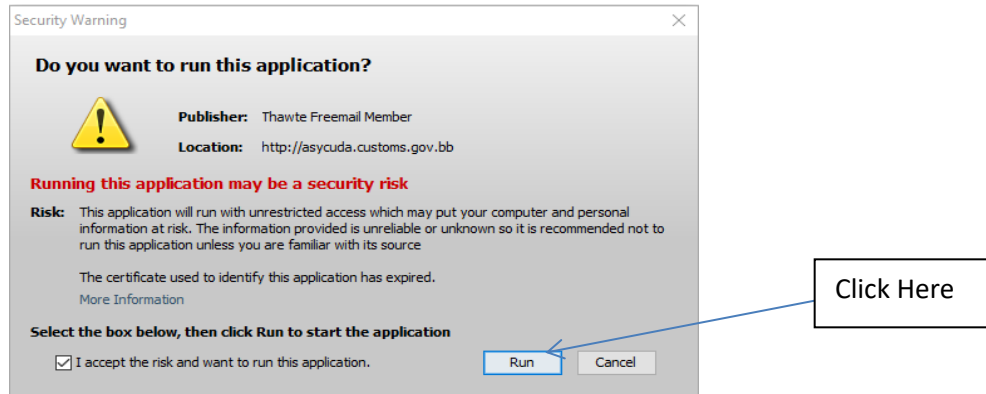 Security Warning
Do you want to run this application?
Publisher: Thawte Freemail Member
Location: http://asycuda.customs.gov.bb
Running this application may be a security risk
Risk: This application will run with unrestricted access which may put your computer and personal
information at risk. The information provided is unreliable or unknown so it is recommended not to
run this application unless you are familiar with its source
The certificate used to identify this application has expired.
More Information
Select the box below, then click Run to start the application
I accept the risk and want to run this application.
Run
Cancel
Click Here